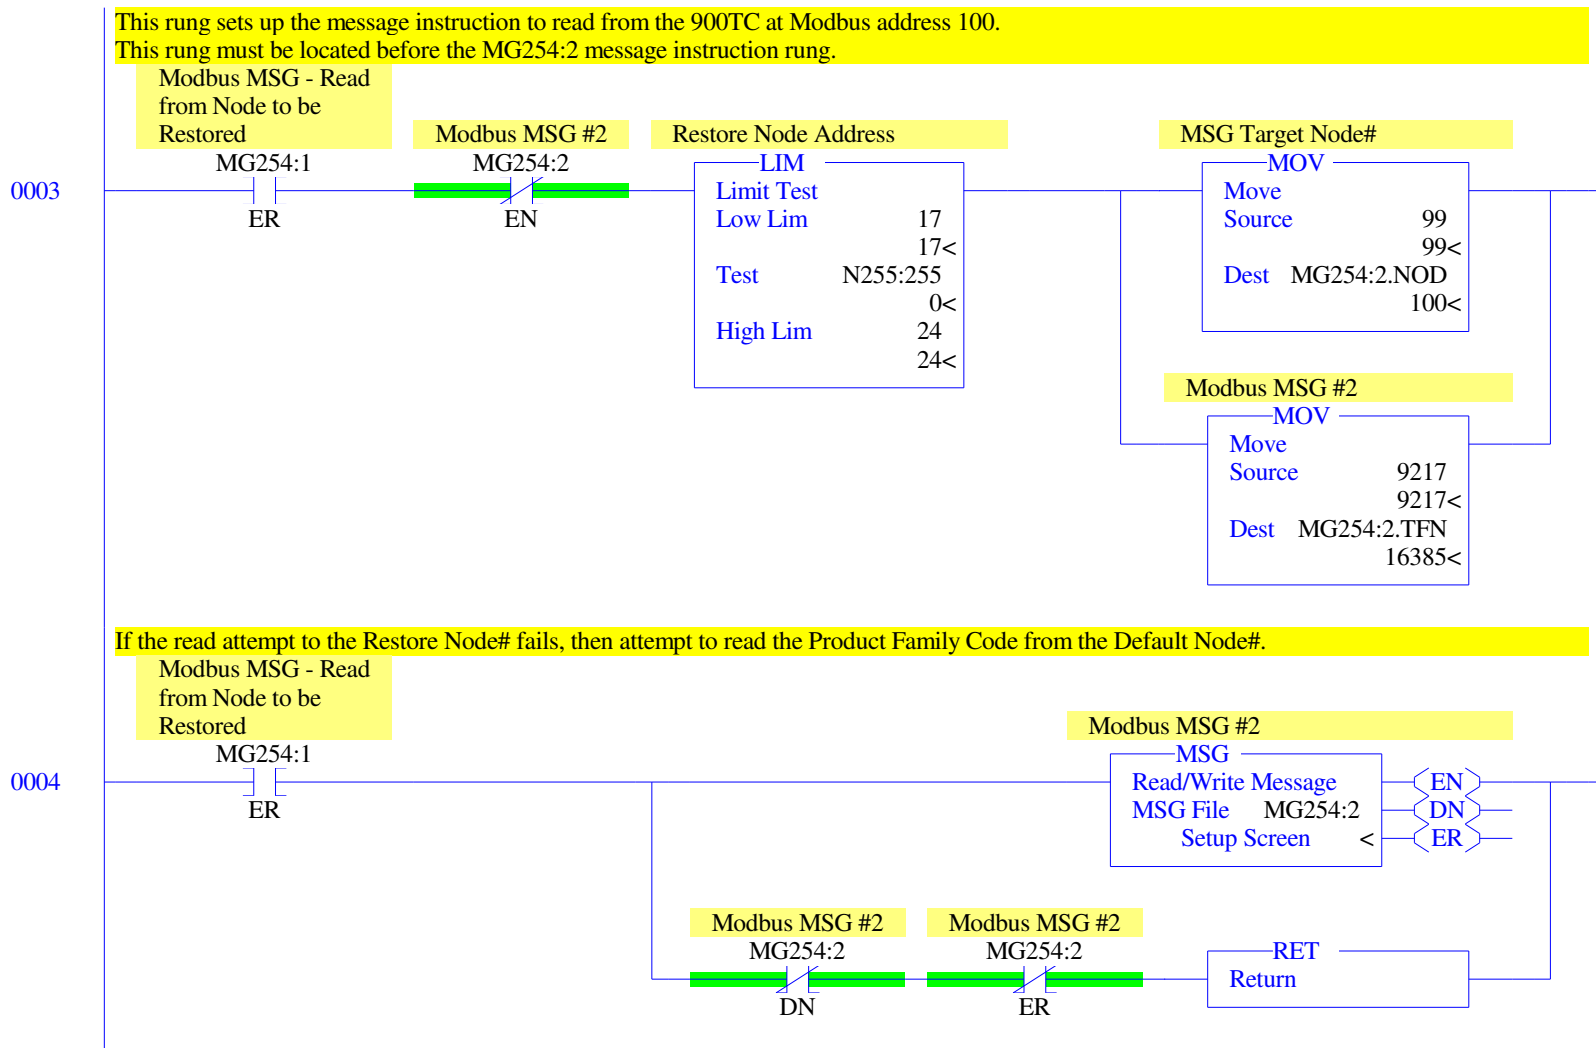 This rung sets up the message instruction to read from the 900TC at Modbus address 100.
This rung must be located before the MG254:2 message instruction rung.
Modbus MSG - Read
from Node to be
Restored
MG254:1
ER
Modbus MSG #2
MG254:2
EN
Restore Node Address
LIM
Limit Test
Low Lim 17
17<
Test N255:255
0<
High Lim 24
24<
MSG Target Node#
MOV
Move
Source 99
99<
Dest MG254:2.NOD
100<
0003
Modbus MSG #2
MOV
Move
Source 9217
9217<
Dest MG254:2.TFN
16385<
If the read attempt to the Restore Node# fails, then attempt to read the Product Family Code from the Default Node#.
Modbus MSG - Read
from Node to be
Restored
MG254:1
ER
0004
Modbus MSG #2
MSG
Read/Write Message
MSG File MG254:2
Setup Screen <
EN
DN
ER
Modbus MSG #2
MG254:2
DN
Modbus MSG #2
MG254:2
ER
RET
Return